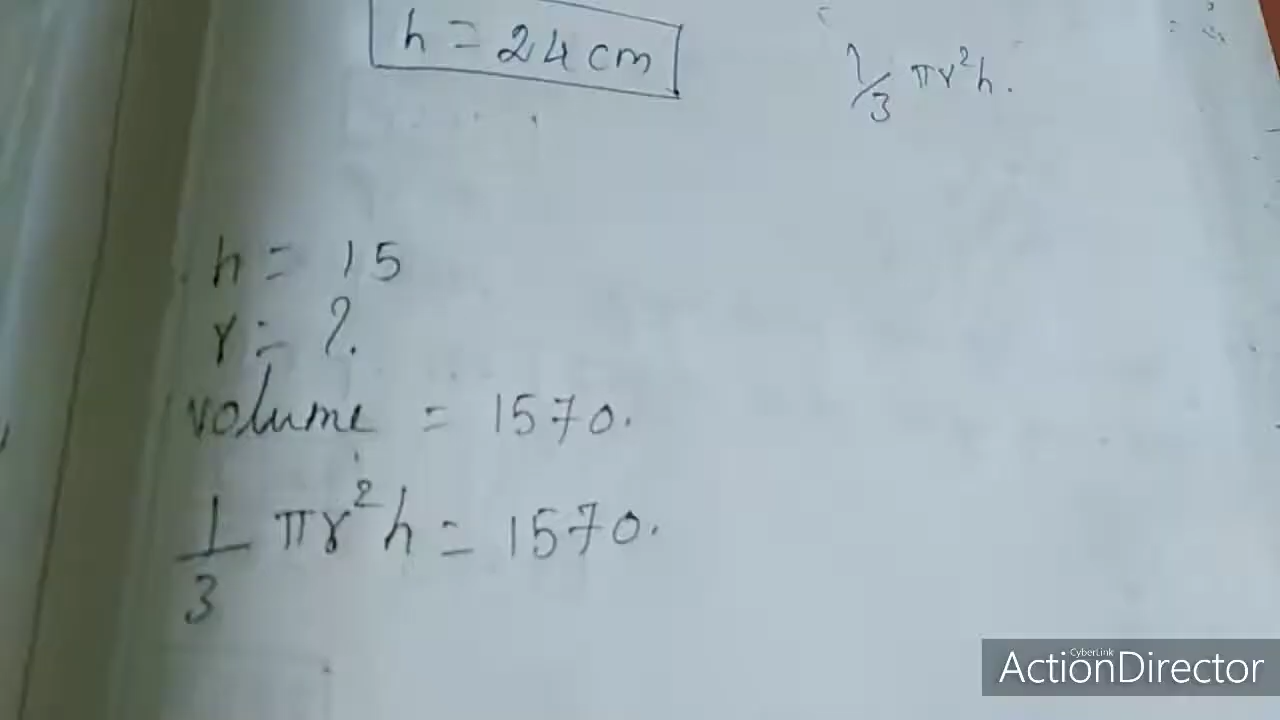 h = 24 cm
1/3 πr²h.
h = 15
r = ?
volume = 1570.
1/3 πr²h = 1570.
CyberLink
ActionDirector